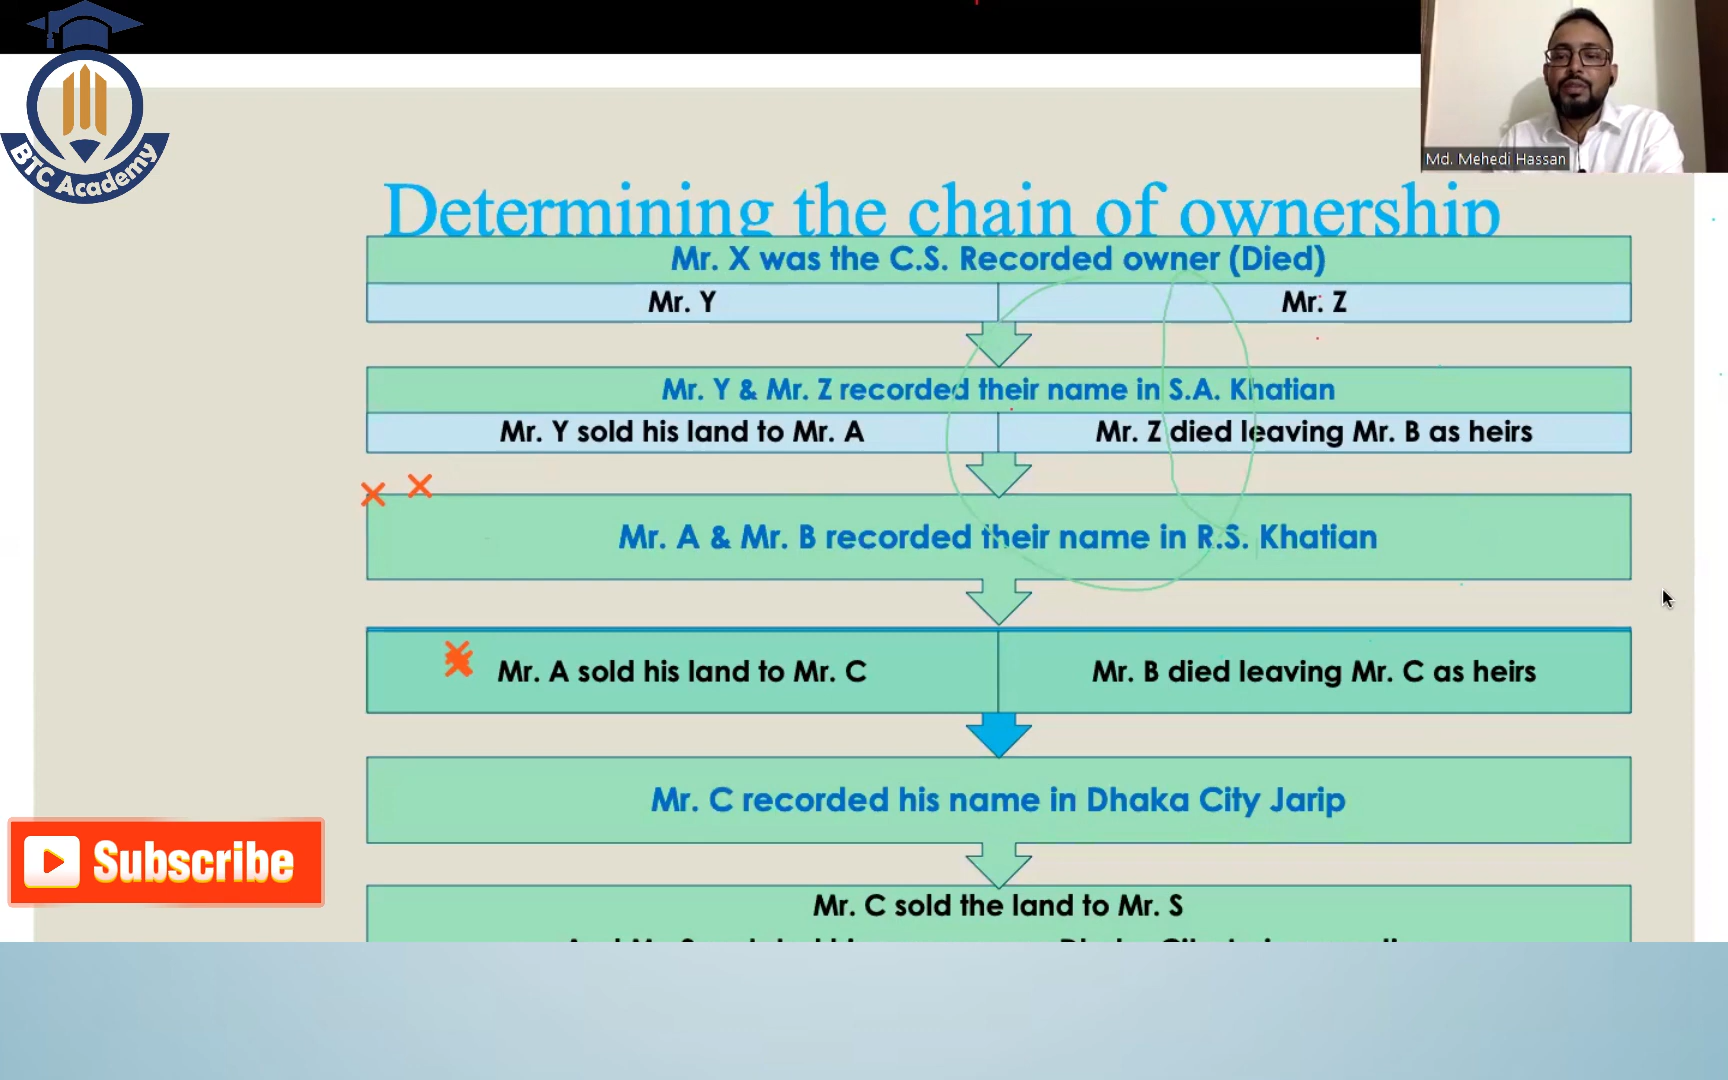 BTC Academy
Md. Mehedi Hassan
Determining the chain of ownership
Mr. X was the C.S. Recorded owner (Died)
Mr. Y
Mr. Z
Mr. Y & Mr. Z recorded their name in S.A. Khatian
Mr. Y sold his land to Mr. A
Mr. Z died leaving Mr. B as heirs
Mr. A & Mr. B recorded their name in R.S. Khatian
Mr. A sold his land to Mr. C
Mr. B died leaving Mr. C as heirs
Mr. C recorded his name in Dhaka City Jarip
Subscribe
Mr. C sold the land to Mr. S